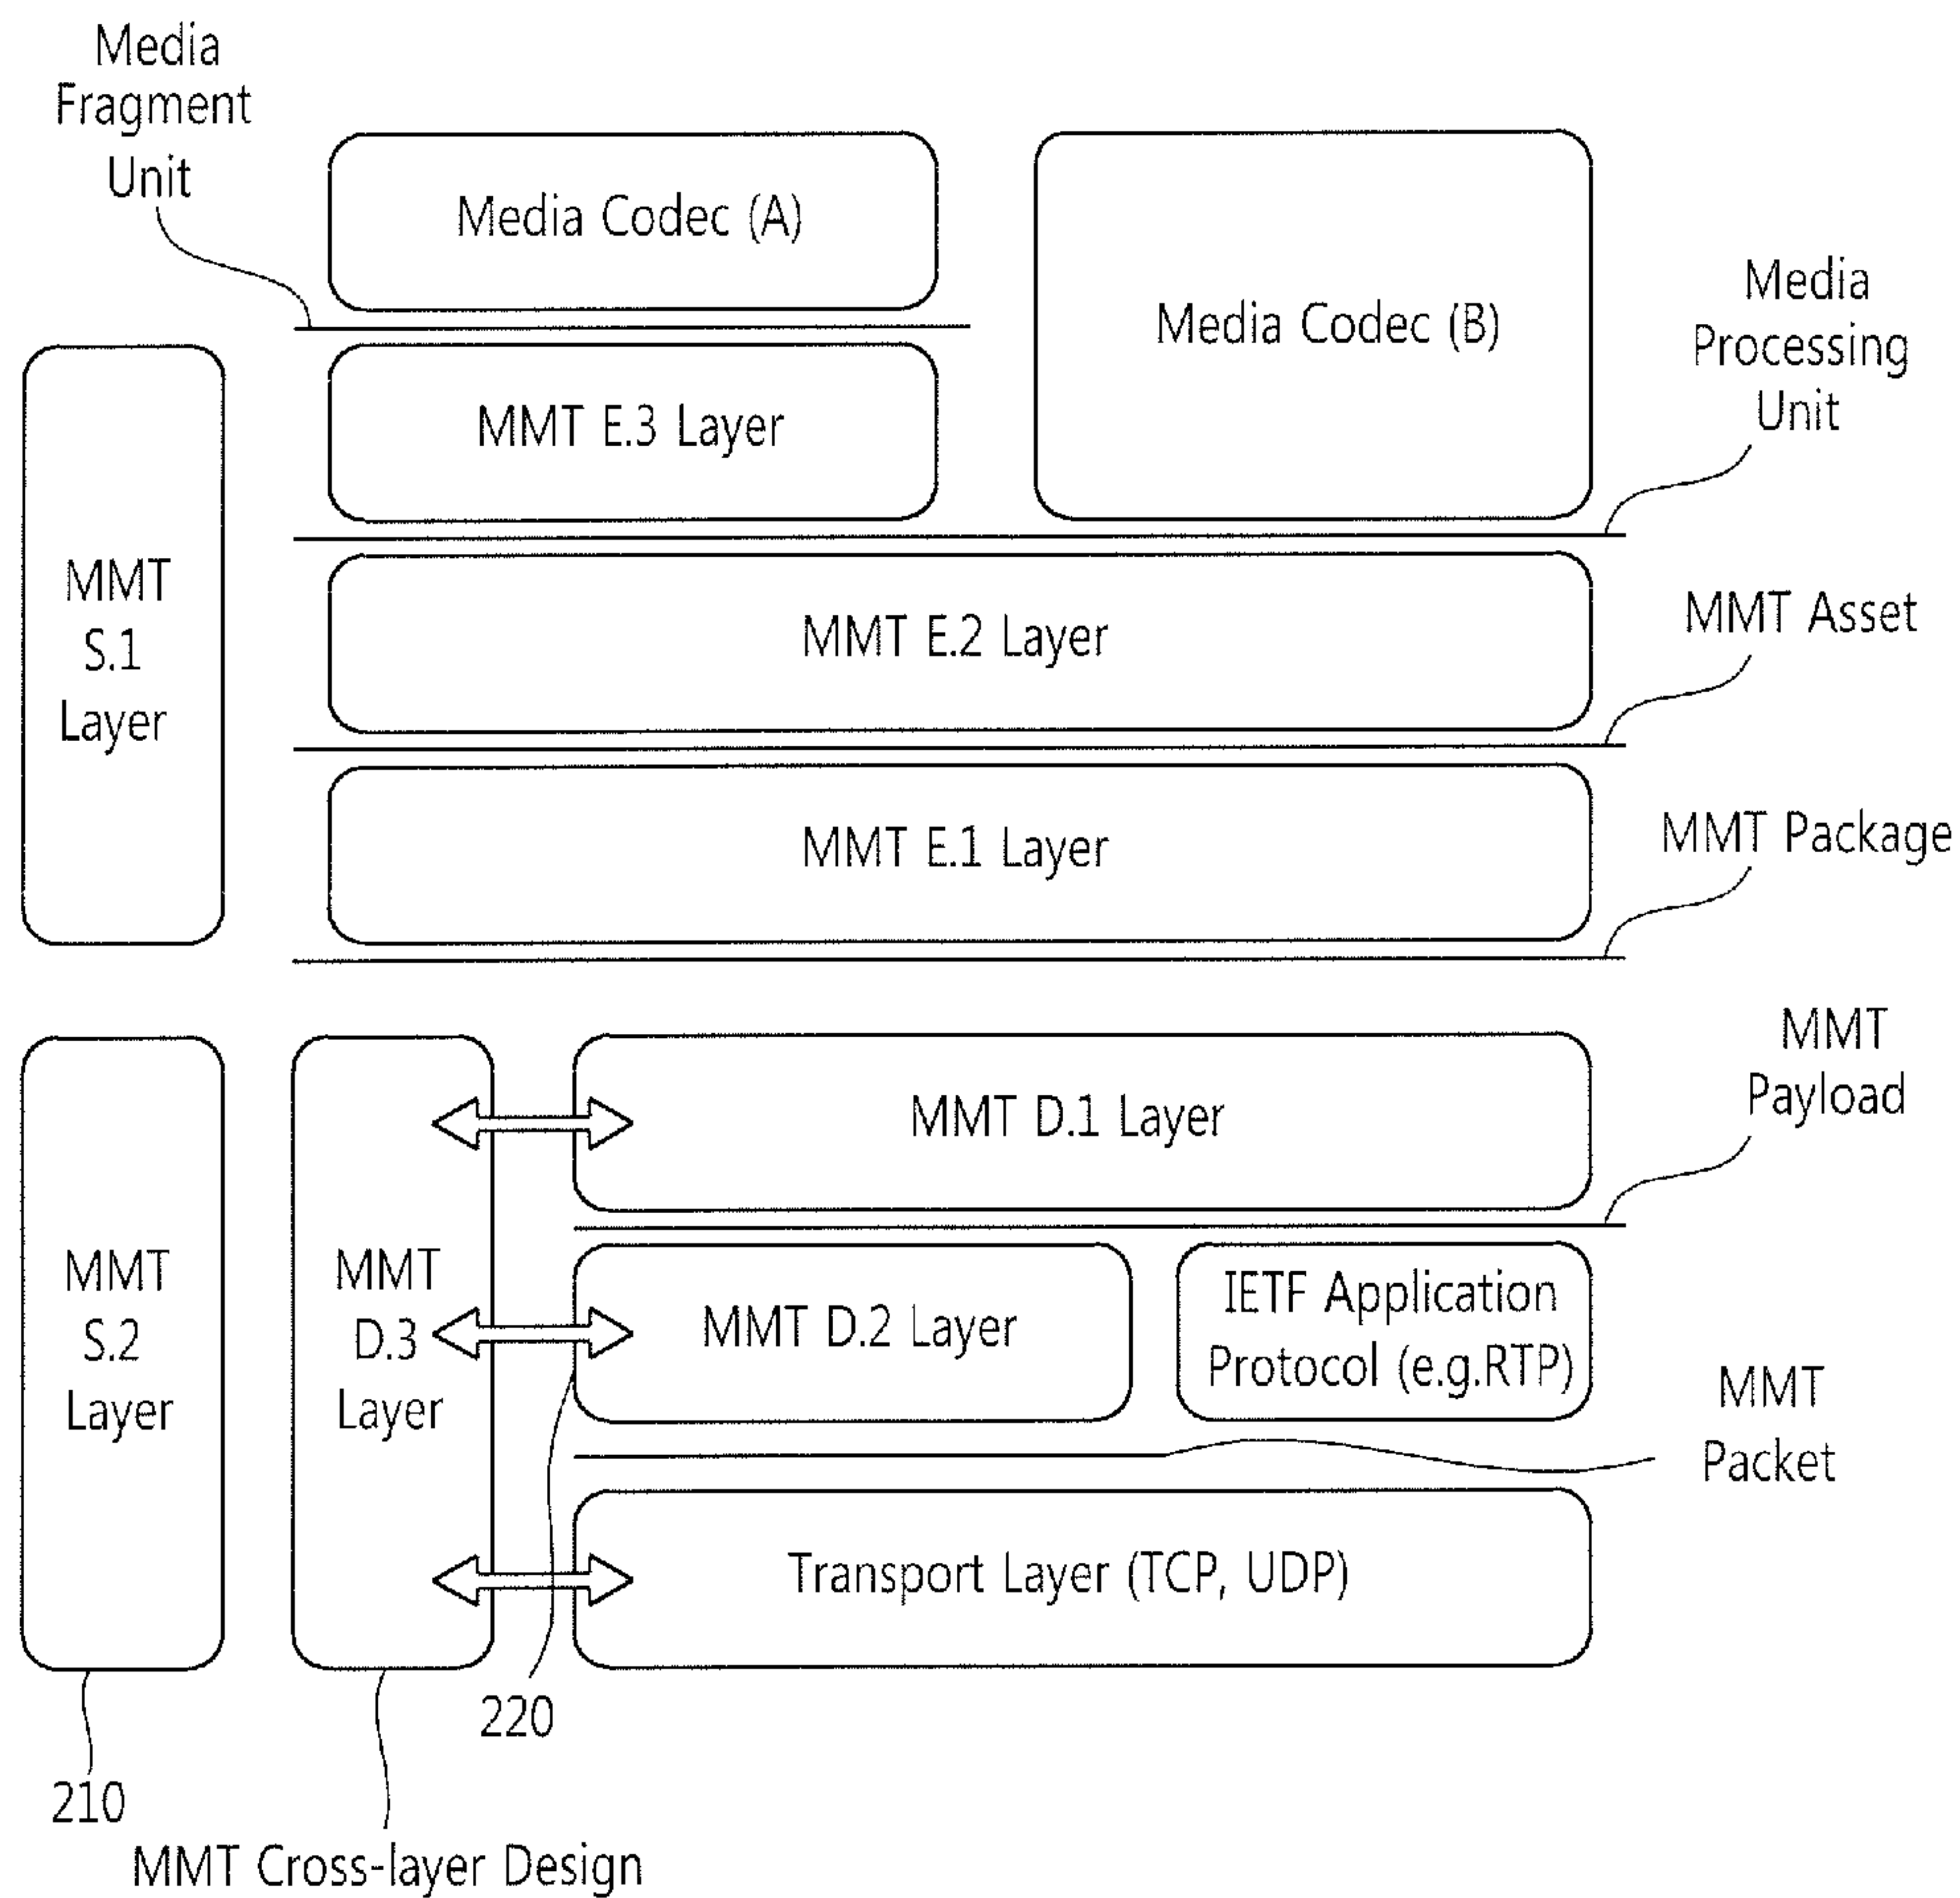 Media
Fragment
Unit
Media Codec (A)
Media Codec (B)
Media
Processing
Unit
MMT E.3 Layer
MMT
S.1
Layer
MMT E.2 Layer
MMT Asset
MMT E.1 Layer
MMT Package
MMT
Payload
MMT D.1 Layer
MMT
S.2
Layer
MMT
D.3
Layer
MMT D.2 Layer
IETF Application
Protocol (e.g.RTP)
MMT
Packet
Transport Layer (TCP, UDP)
220
210
MMT Cross-layer Design